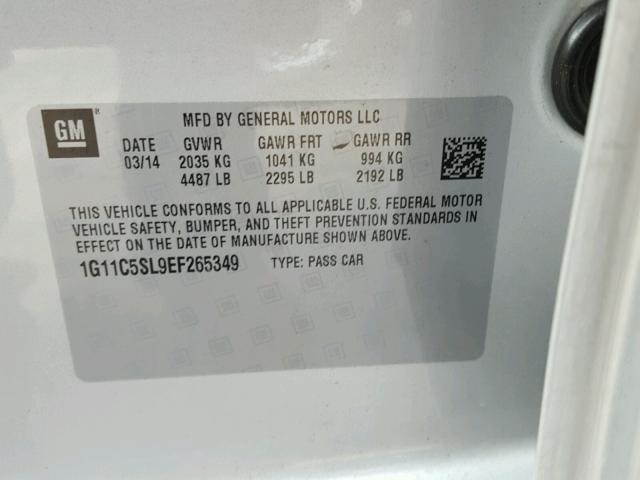 GM ®
MFD BY GENERAL MOTORS LLC
DATE GVWR GAWR FRT GAWR RR
03/14 2035 KG 1041 KG 994 KG
4487 LB 2295 LB 2192 LB
THIS VEHICLE CONFORMS TO ALL APPLICABLE U.S. FEDERAL MOTOR
VEHICLE SAFETY, BUMPER, AND THEFT PREVENTION STANDARDS IN
EFFECT ON THE DATE OF MANUFACTURE SHOWN ABOVE.
1G11C5SL9EF265349 TYPE: PASS CAR